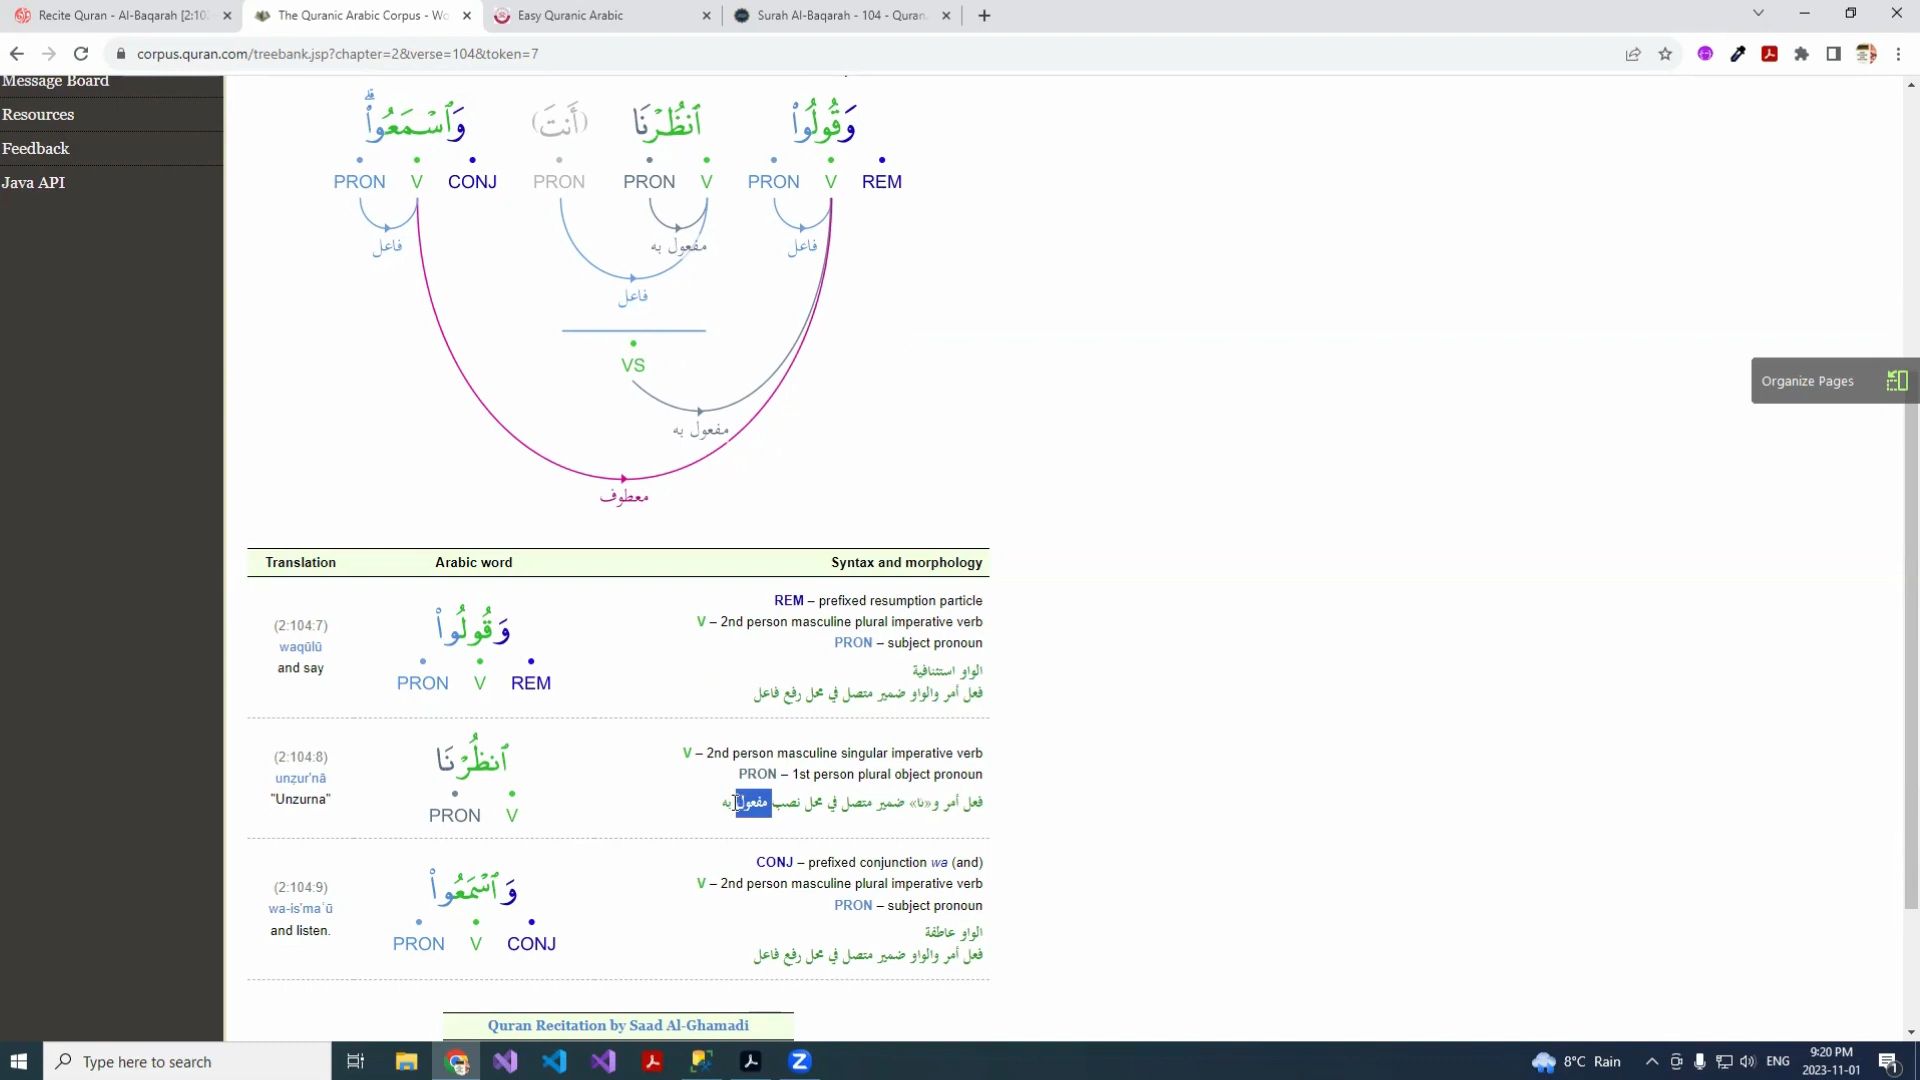 Recite Quran - Al-Baqarah [2:10
The Quranic Arabic Corpus - Wo
Easy Quranic Arabic
Surah Al-Baqarah - 104 - Quran.
corpus.quran.com/treebank.jsp?chapter=2&verse=104&token=7
Message Board
Resources
Feedback
Java API
وَقُولُوا۟ ٱنظُرْنَا (أَنتَ) وَٱسْمَعُوا۟ ۗ
PRON V CONJ PRON PRON V PRON V REM
فاعل مفعول به فاعل
فاعل
VS
مفعول به
معطوف
Organize Pages
Translation Arabic word Syntax and morphology
(2:104:7)
waqūlū
and say
وَقُولُوا۟
PRON V REM
REM – prefixed resumption particle
V – 2nd person masculine plural imperative verb
PRON – subject pronoun
الواو استئنافية
فعل أمر والواو ضمير متصل في محل رفع فاعل
(2:104:8)
unẓur'nā
"Unzurna"
ٱنظُرْنَا
PRON V
V – 2nd person masculine singular imperative verb
PRON – 1st person plural object pronoun
فعل أمر و«نا» ضمير متصل في محل نصب مفعول به
(2:104:9)
wa-is'maʿū
and listen.
وَٱسْمَعُوا۟
PRON V CONJ
CONJ – prefixed conjunction wa (and)
V – 2nd person masculine plural imperative verb
PRON – subject pronoun
الواو عاطفة
فعل أمر والواو ضمير متصل في محل رفع فاعل
Quran Recitation by Saad Al-Ghamadi
Type here to search
8°C Rain
ENG
9:20 PM
2023-11-01
1